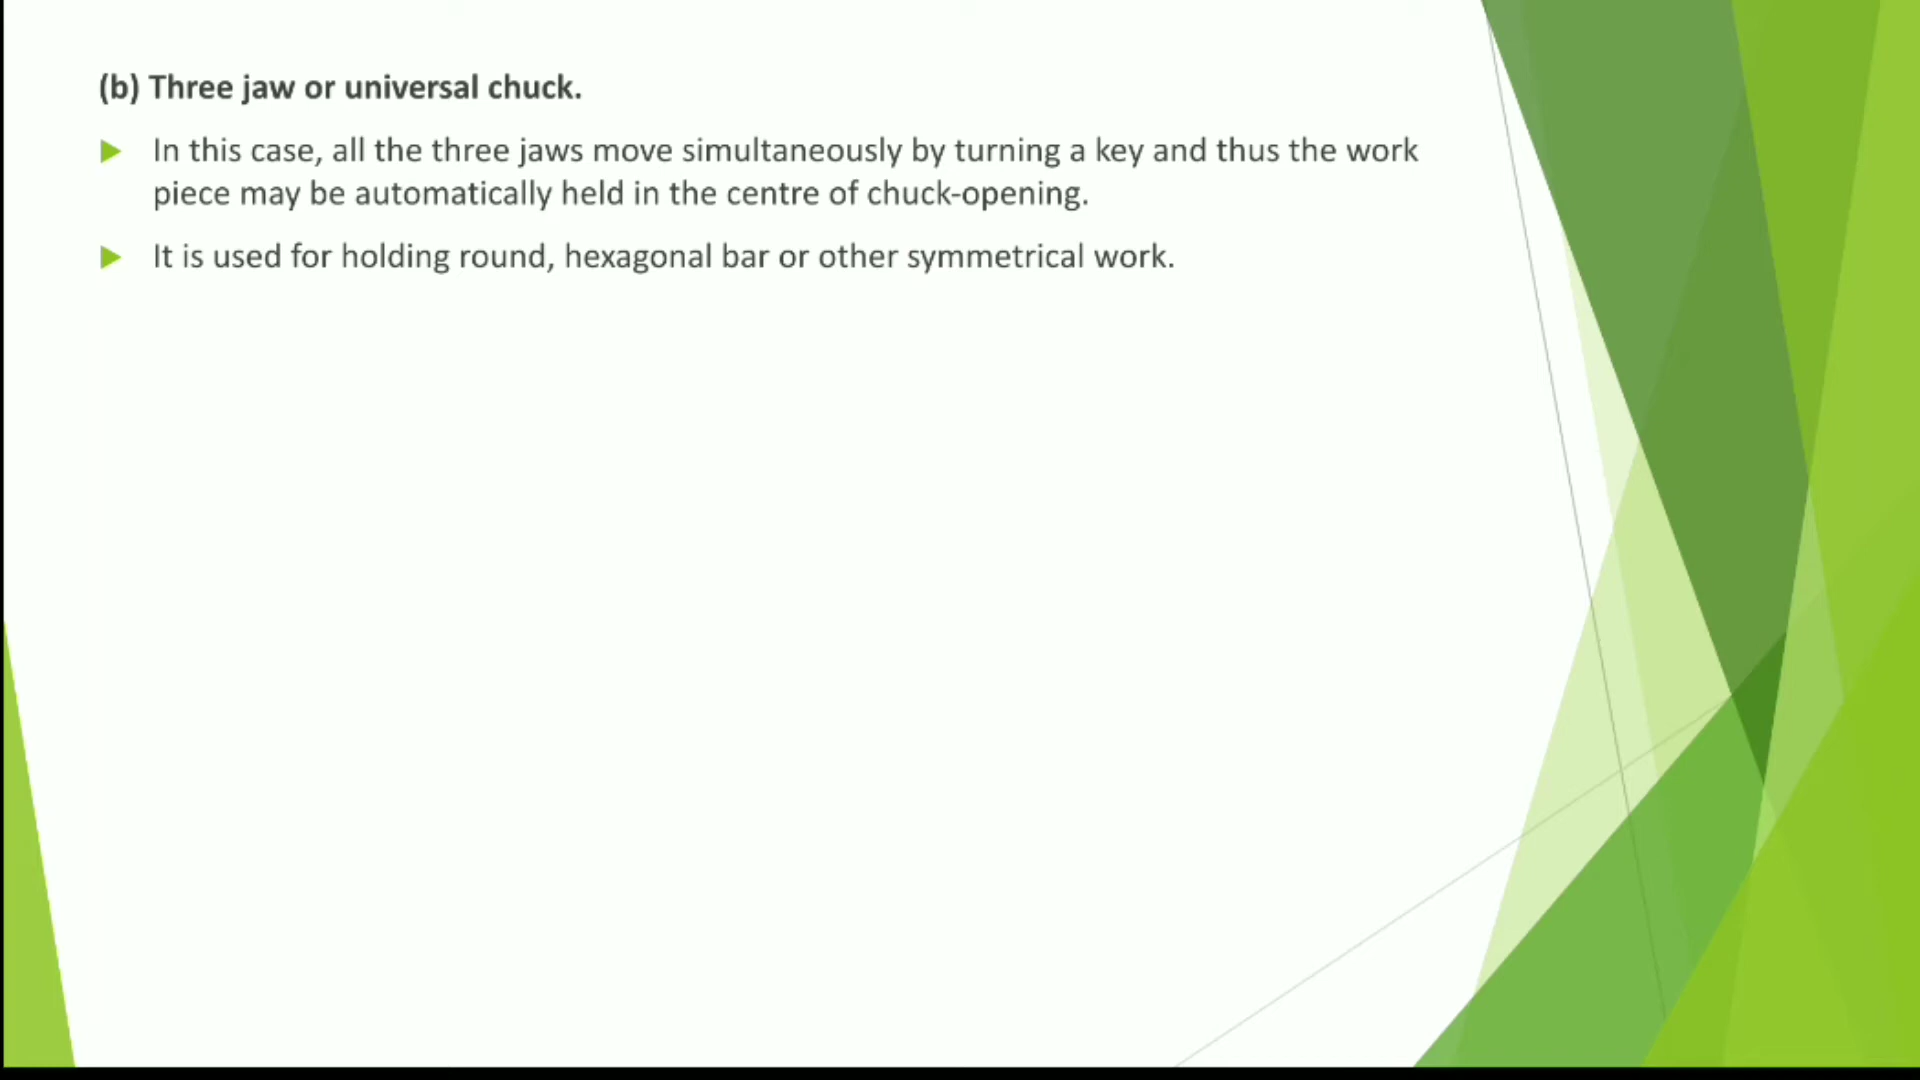 (b) Three jaw or universal chuck.
In this case, all the three jaws move simultaneously by turning a key and thus the work
piece may be automatically held in the centre of chuck-opening.
It is used for holding round, hexagonal bar or other symmetrical work.